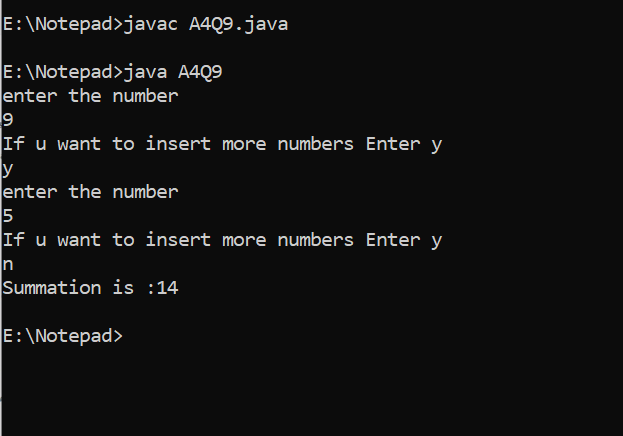 E:\Notepad>javac A4Q9.java
E:\Notepad>java A4Q9
enter the number
9
If u want to insert more numbers Enter y
y
enter the number
5
If u want to insert more numbers Enter y
n
Summation is :14
E:\Notepad>